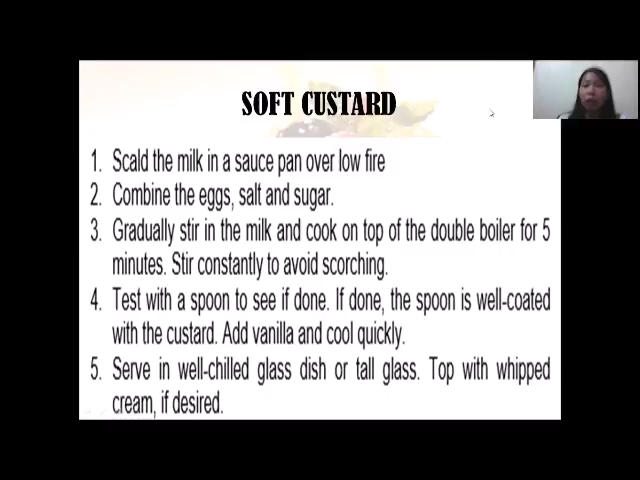 SOFT CUSTARD
1. Scald the milk in a sauce pan over low fire
2. Combine the eggs, salt and sugar.
3. Gradually stir in the milk and cook on top of the double boiler for 5
minutes. Stir constantly to avoid scorching.
4. Test with a spoon to see if done. If done, the spoon is well-coated
with the custard. Add vanilla and cool quickly.
5. Serve in well-chilled glass dish or tall glass. Top with whipped
cream, if desired.